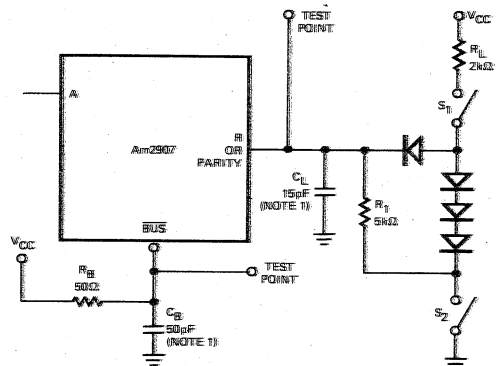 TEST
POINT
VCC
RL
2kΩ
S1
A
Am2907
R
OR
PARITY
CL
15pF
(NOTE 1)
R1
5kΩ
BUS
VCC
RB
50Ω
TEST
POINT
CB
50pF
(NOTE 1)
S2